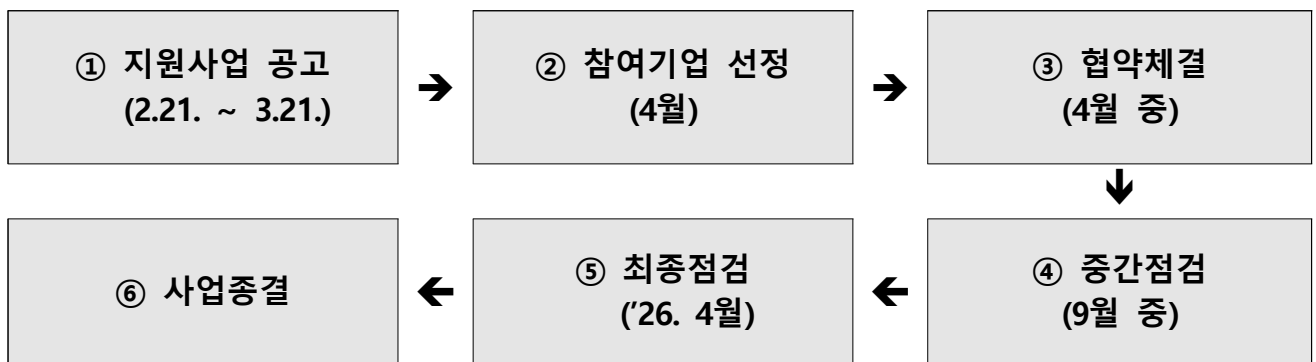 ① 지원사업 공고
(2.21. ~ 3.21.)
➔
② 참여기업 선정
(4월)
➔
③ 협약체결
(4월 중)
④ 중간점검
(9월 중)
⑤ 최종점검
('26. 4월)
⑥ 사업종결